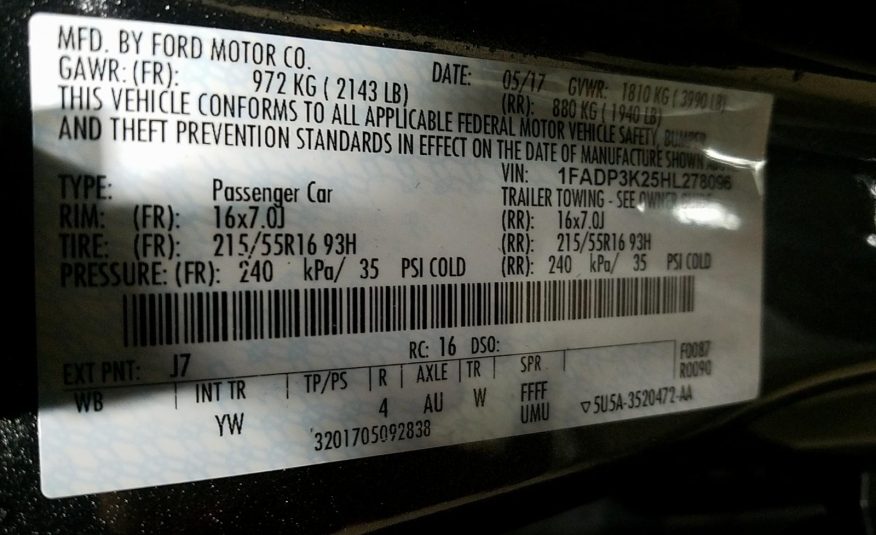 MFD. BY FORD MOTOR CO.
DATE: 05/17 GVWR: 1810 KG ( 3990 LB)
GAWR: (FR): 972 KG ( 2143 LB) (RR): 880 KG ( 1940 LB)
THIS VEHICLE CONFORMS TO ALL APPLICABLE FEDERAL MOTOR VEHICLE SAFETY, BUMPER
AND THEFT PREVENTION STANDARDS IN EFFECT ON THE DATE OF MANUFACTURE SHOWN
VIN: 1FADP3K25HL278096
TYPE: Passenger Car TRAILER TOWING - SEE OWNER GUIDE
RIM: (FR): 16x7.0J (RR): 16x7.0J
TIRE: (FR): 215/55R16 93H (RR): 215/55R16 93H
PRESSURE: (FR): 240 kPa/ 35 PSI COLD (RR): 240 kPa/ 35 PSI COLD
EXT PNT: J7 RC: 16 DSO: F0087
R0090
WB INT TR TP/PS R AXLE TR SPR
YW 4 AU W FFFF
UMU ▽5U5A-3520472-AA
3201705092838